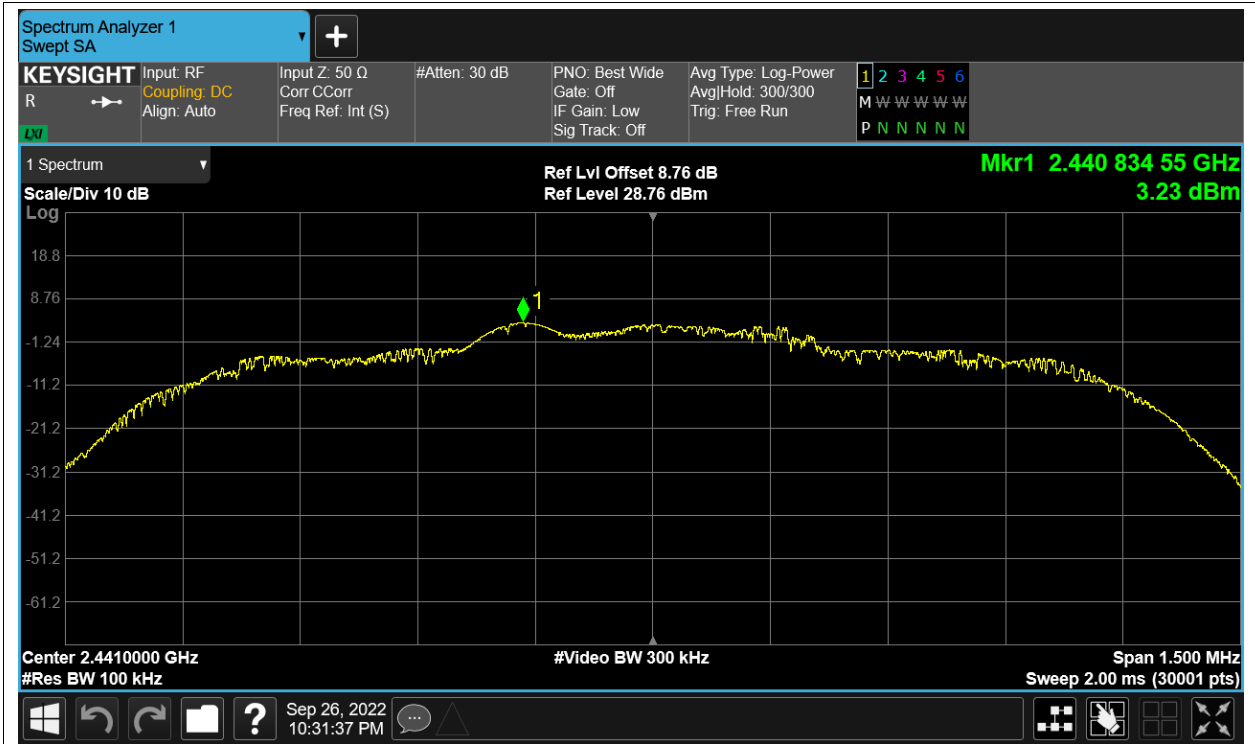 Spectrum Analyzer 1
Swept SA
+
KEYSIGHT
R
LXI
Input: RF
Coupling: DC
Align: Auto
Input Z: 50 Ω
Corr CCorr
Freq Ref: Int (S)
#Atten: 30 dB
PNO: Best Wide
Gate: Off
IF Gain: Low
Sig Track: Off
Avg Type: Log-Power
Avg|Hold: 300/300
Trig: Free Run
1 2 3 4 5 6
M W W W W W
P N N N N N
1 Spectrum
Scale/Div 10 dB
Log
Ref Lvl Offset 8.76 dB
Ref Level 28.76 dBm
Mkr1 2.440 834 55 GHz
3.23 dBm
18.8
8.76
1
-1.24
-11.2
-21.2
-31.2
-41.2
-51.2
-61.2
Center 2.4410000 GHz
#Video BW 300 kHz
Span 1.500 MHz
#Res BW 100 kHz
Sweep 2.00 ms (30001 pts)
?
Sep 26, 2022
10:31:37 PM